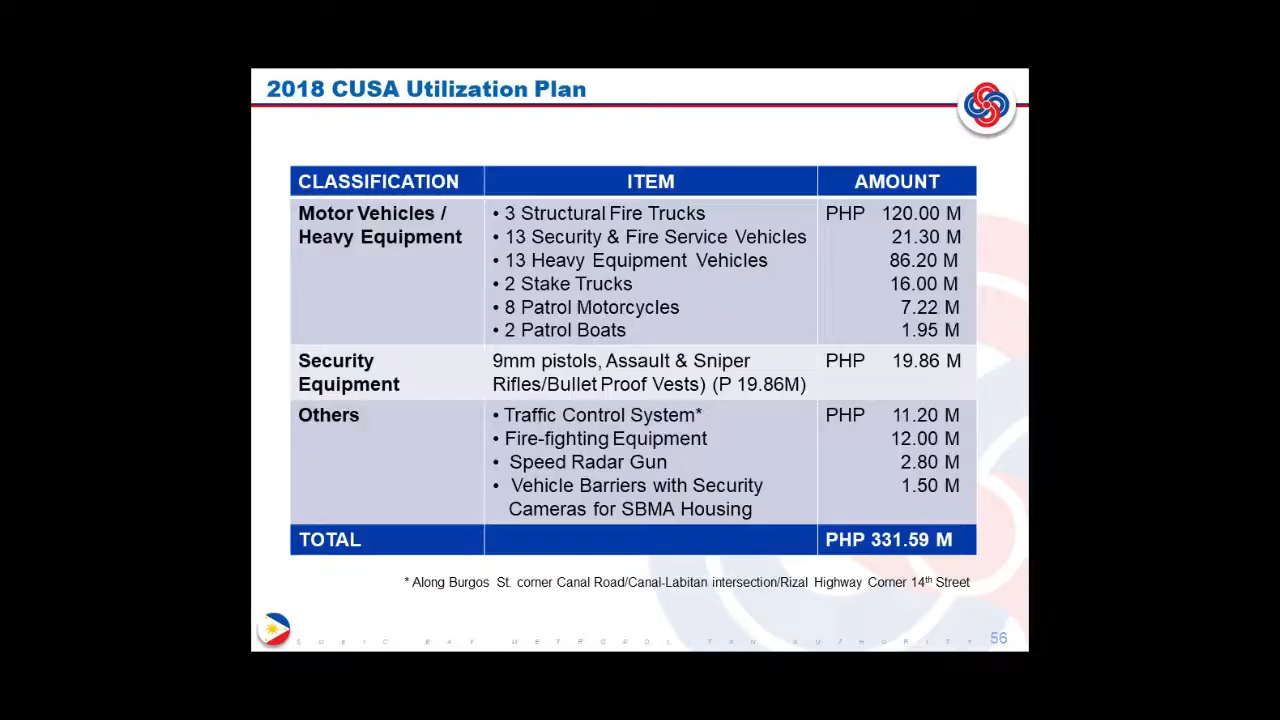 2018 CUSA Utilization Plan
CLASSIFICATION ITEM AMOUNT
Motor Vehicles / • 3 Structural Fire Trucks PHP 120.00 M
Heavy Equipment • 13 Security & Fire Service Vehicles 21.30 M
• 13 Heavy Equipment Vehicles 86.20 M
• 2 Stake Trucks 16.00 M
• 8 Patrol Motorcycles 7.22 M
• 2 Patrol Boats 1.95 M
Security 9mm pistols, Assault & Sniper PHP 19.86 M
Equipment Rifles/Bullet Proof Vests) (P 19.86M)
Others • Traffic Control System* PHP 11.20 M
• Fire-fighting Equipment 12.00 M
• Speed Radar Gun 2.80 M
• Vehicle Barriers with Security 1.50 M
Cameras for SBMA Housing
TOTAL PHP 331.59 M
* Along Burgos St. corner Canal Road/Canal-Labitan intersection/Rizal Highway Corner 14th Street
SUBIC BAY METROPOLITAN AUTHORITY 56